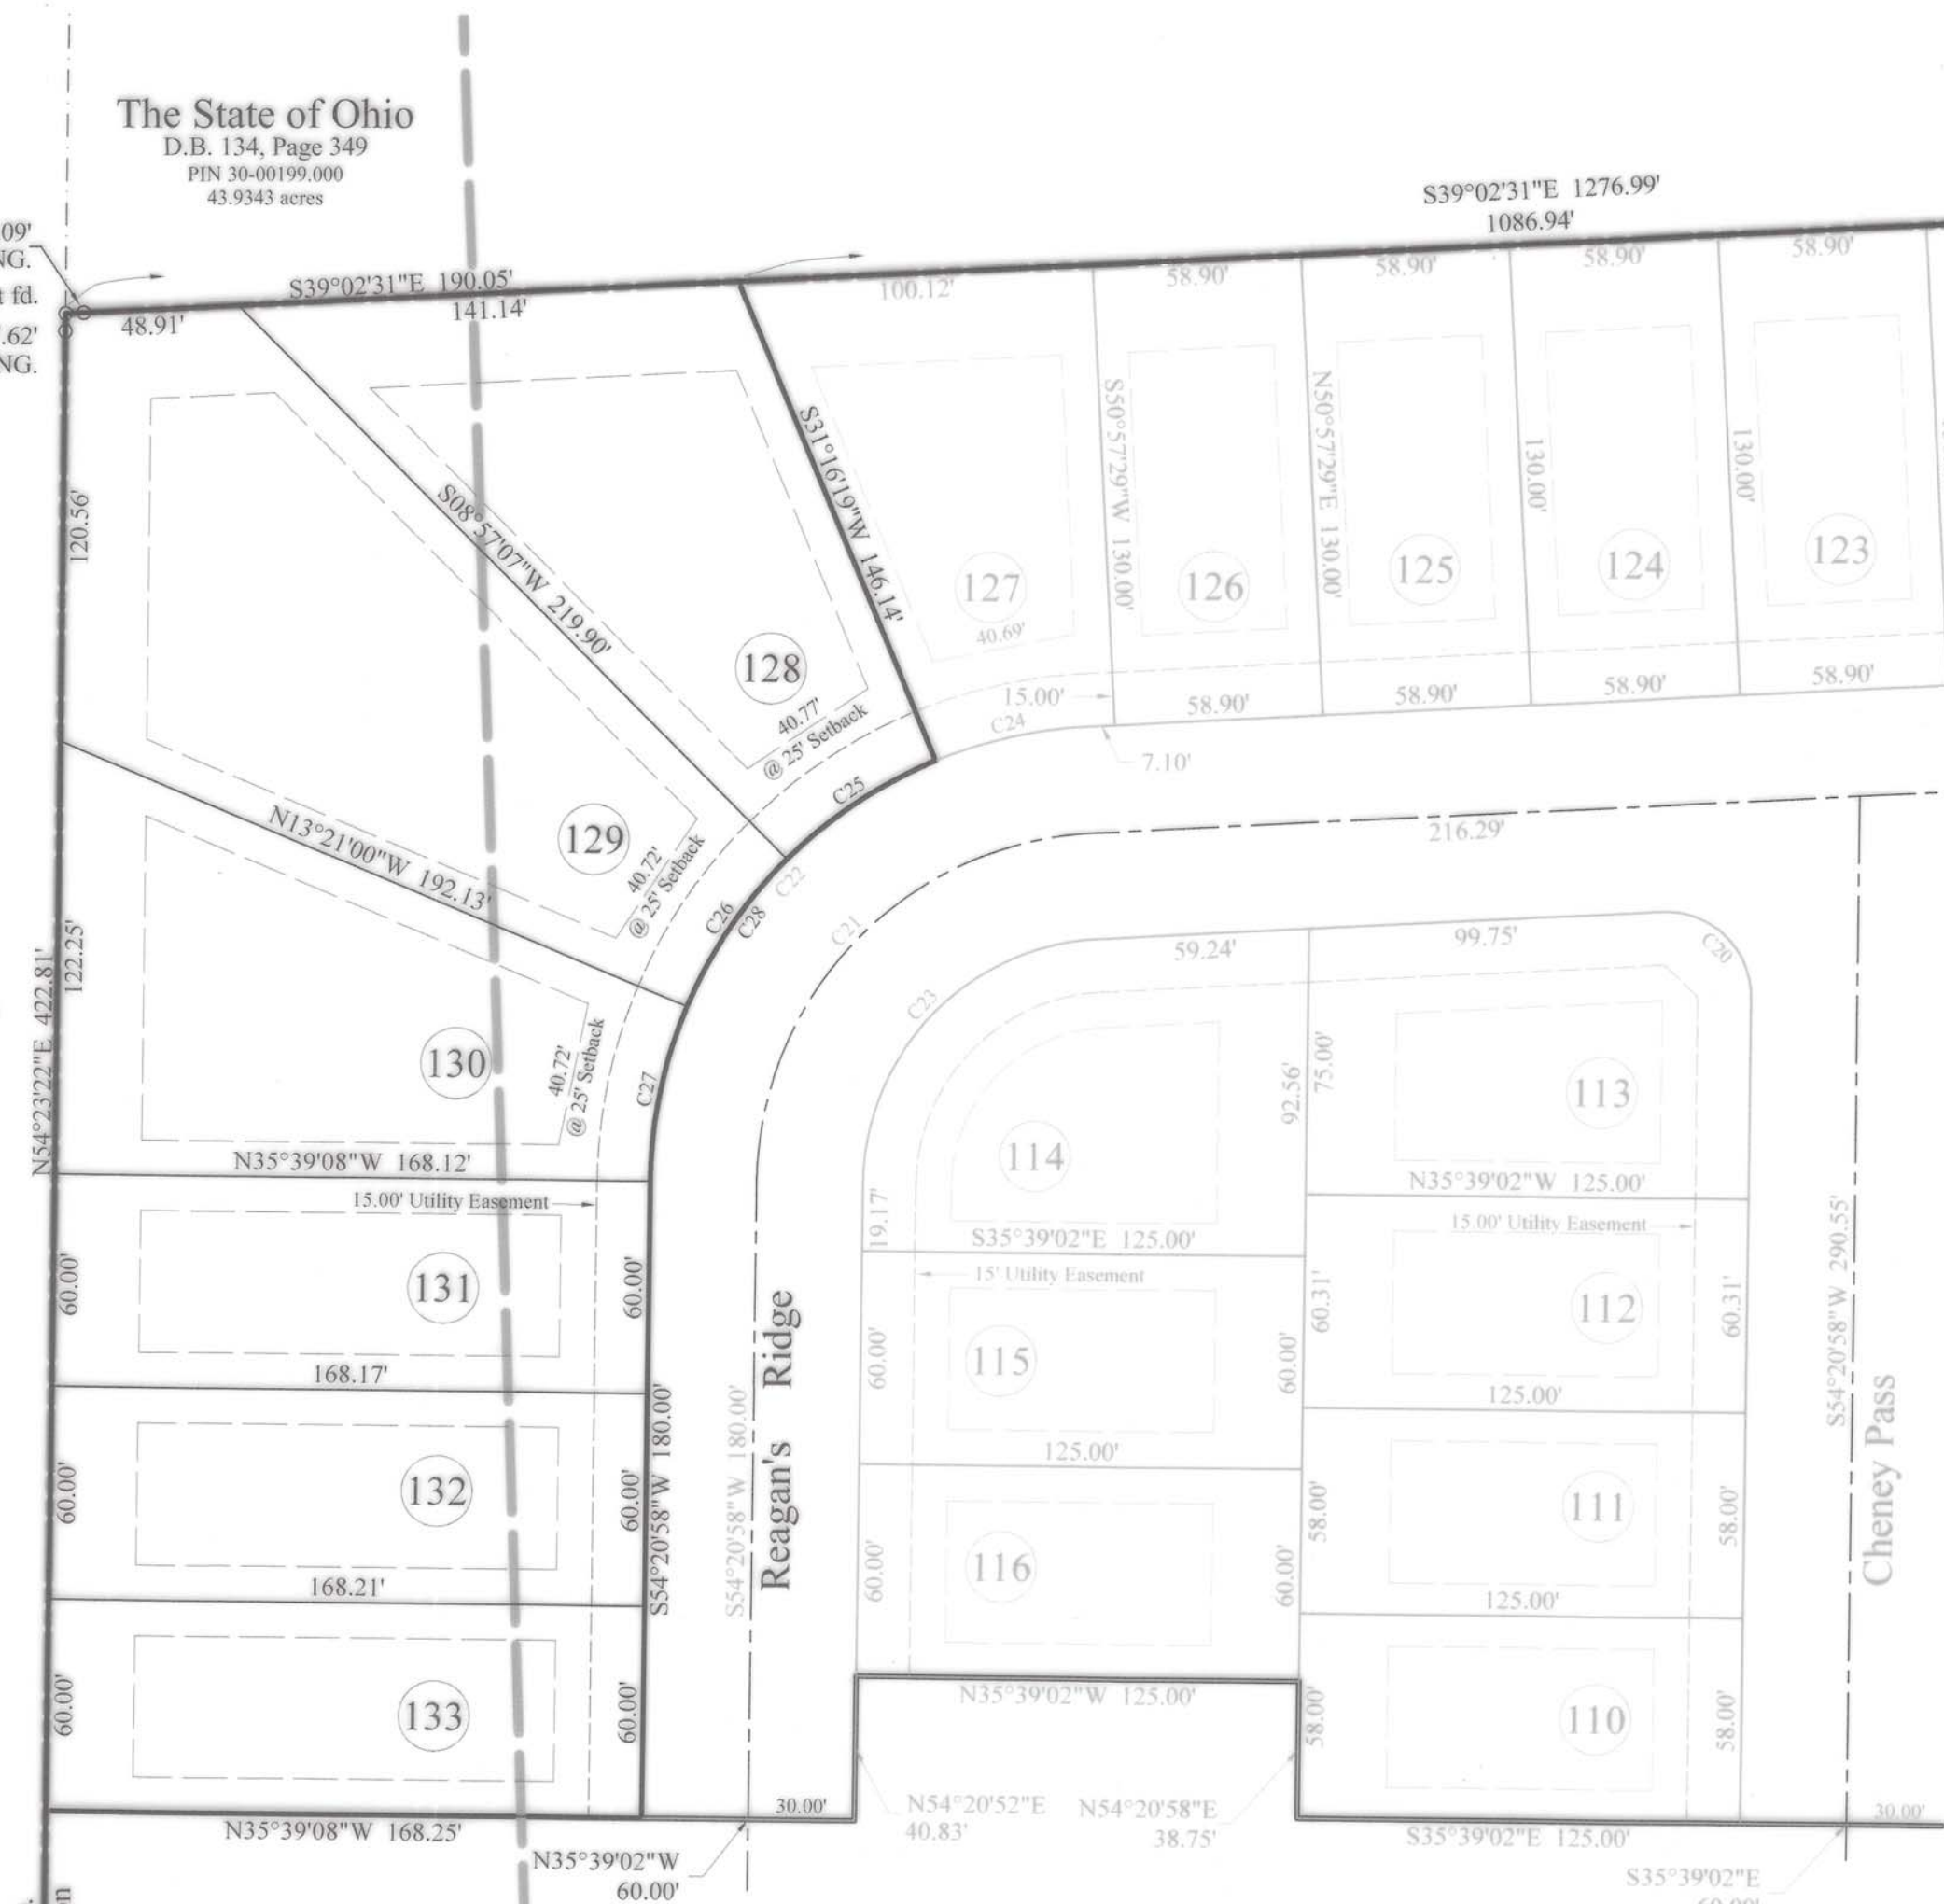 The State of Ohio
D.B. 134, Page 349
PIN 30-00199.000
43.9343 acres
09'
NG.
fd.
.62'
NG.
S39°02'31"E 190.05'
48.91'
141.14'
S39°02'31"E 1276.99'
1086.94'
100.12'
58.90'
58.90'
58.90'
58.90'
120.56'
S08°57'07"W 219.90'
S31°16'19"W 146.14'
S50°57'29"W 130.00'
N50°57'29"E 130.00'
130.00'
130.00'
127
40.69'
126
125
124
123
128
40.77'
@ 25' Setback
15.00'
58.90'
58.90'
58.90'
58.90'
C24
7.10'
C25
N13°21'00"W 192.13'
129
40.72'
@ 25' Setback
C26
C28
C22
C21
216.29'
122.25'
N54°23'22"E 422.81'
130
40.72'
@ 25' Setback
C27
C23
59.24'
99.75'
C20
92.56'
75.00'
113
114
N35°39'08"W 168.12'
15.00' Utility Easement
N35°39'02"W 125.00'
15.00' Utility Easement
19.17'
S35°39'02"E 125.00'
15' Utility Easement
60.00'
131
60.00'
168.17'
60.00'
115
60.00'
60.31'
112
60.31'
125.00'
S54°20'58"W 290.55'
Cheney Pass
Reagan's Ridge
S54°20'58"W 180.00'
S54°20'58"W 180.00'
60.00'
132
60.00'
168.21'
125.00'
60.00'
116
60.00'
58.00'
111
58.00'
125.00'
60.00'
133
60.00'
N35°39'02"W 125.00'
58.00'
110
58.00'
N35°39'08"W 168.25'
30.00'
N54°20'52"E
40.83'
N54°20'58"E
38.75'
S35°39'02"E 125.00'
30.00'
N35°39'02"W
60.00'
S35°39'02"E
60.00'